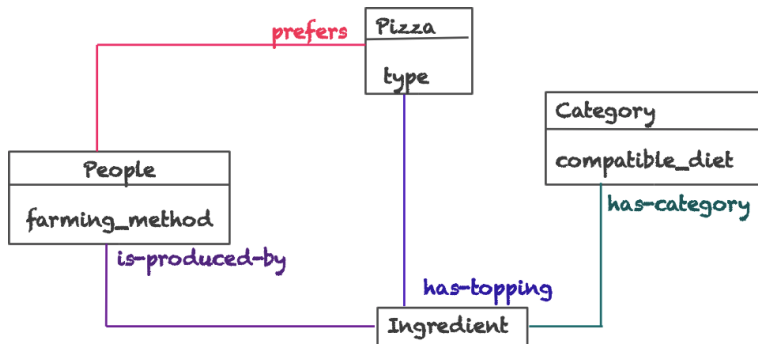 prefers
Pizza
type
Category
compatible_diet
People
farming_method
has-category
is-produced-by
has-topping
Ingredient